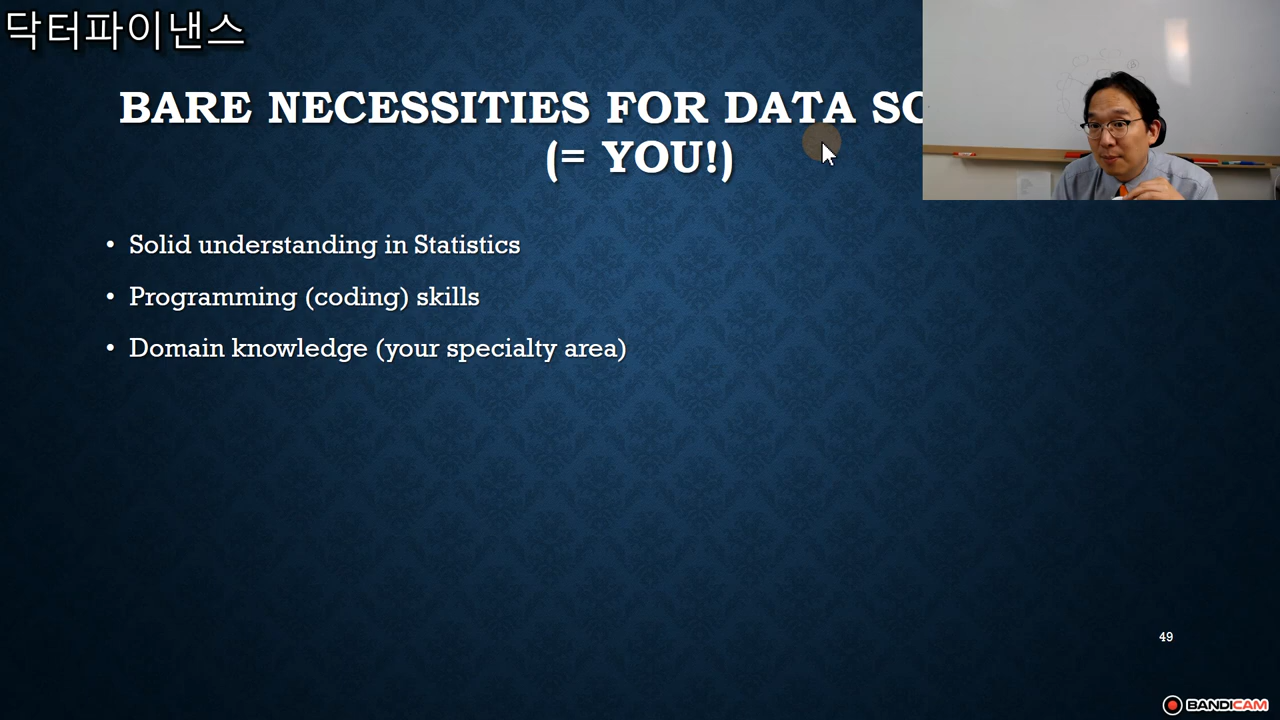 닥터파이낸스
BARE NECESSITIES FOR DATA
(= YOU!)
• Solid understanding in Statistics
• Programming (coding) skills
• Domain knowledge (your specialty area)
49
BANDICAM